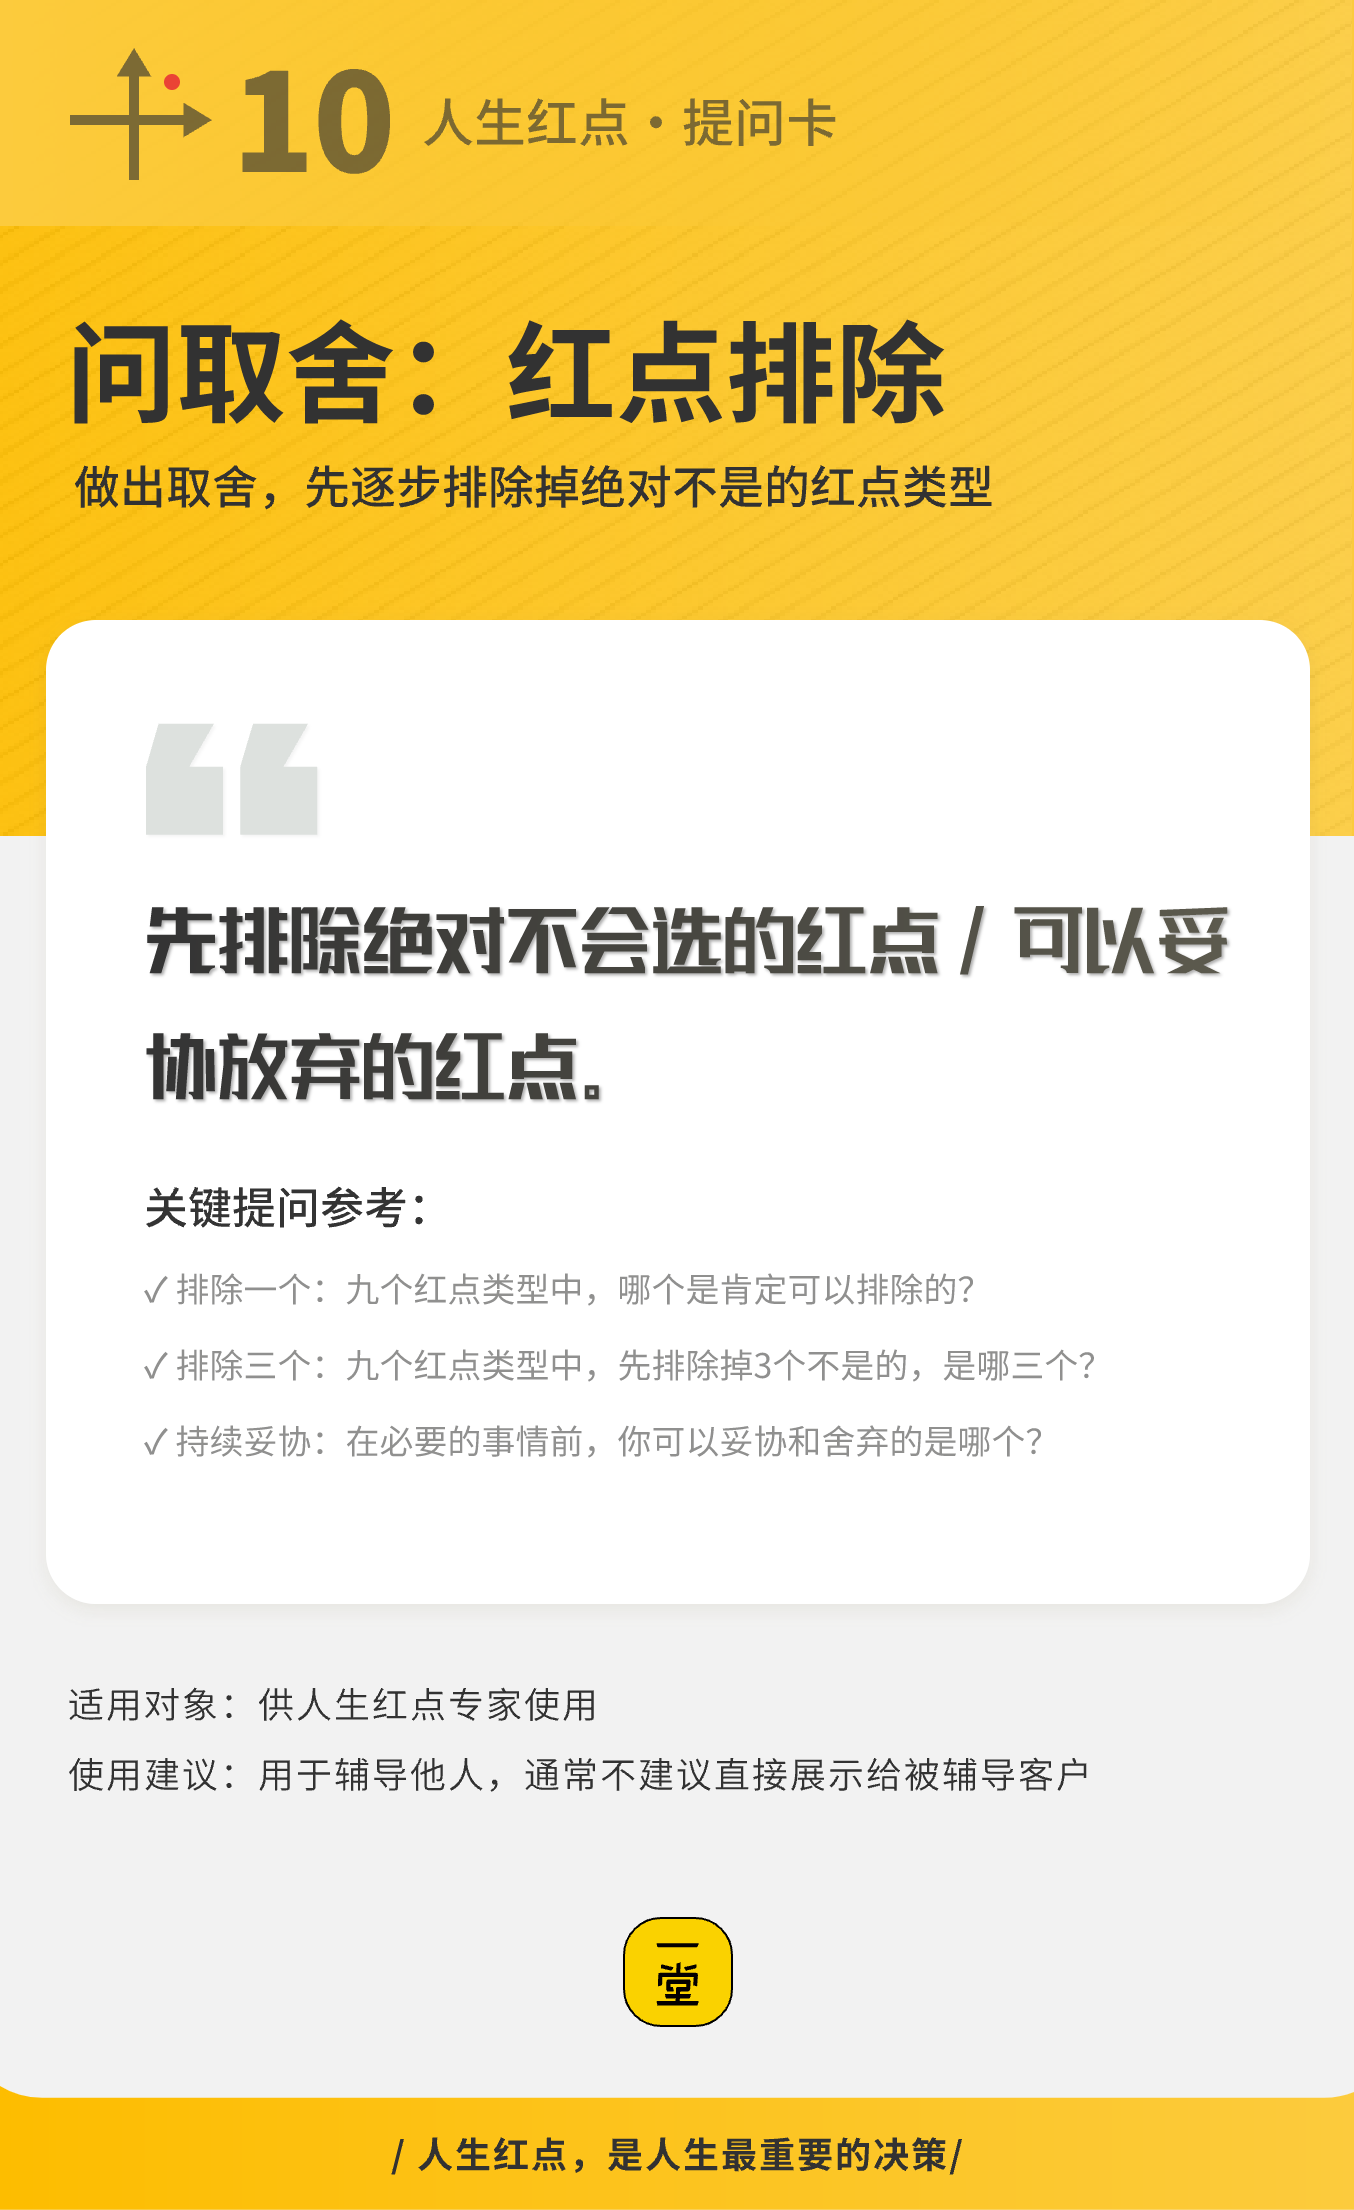 10 人生红点·提问卡
问取舍：红点排除
做出取舍，先逐步排除掉绝对不是的红点类型
先排除绝对不会选的红点 / 可以妥
协放弃的红点。
关键提问参考：
✓ 排除一个：九个红点类型中，哪个是肯定可以排除的？
✓ 排除三个：九个红点类型中，先排除掉3个不是的，是哪三个？
✓ 持续妥协：在必要的事情前，你可以妥协和舍弃的是哪个？
适用对象：供人生红点专家使用
使用建议：用于辅导他人，通常不建议直接展示给被辅导客户
一
堂
/ 人生红点，是人生最重要的决策/